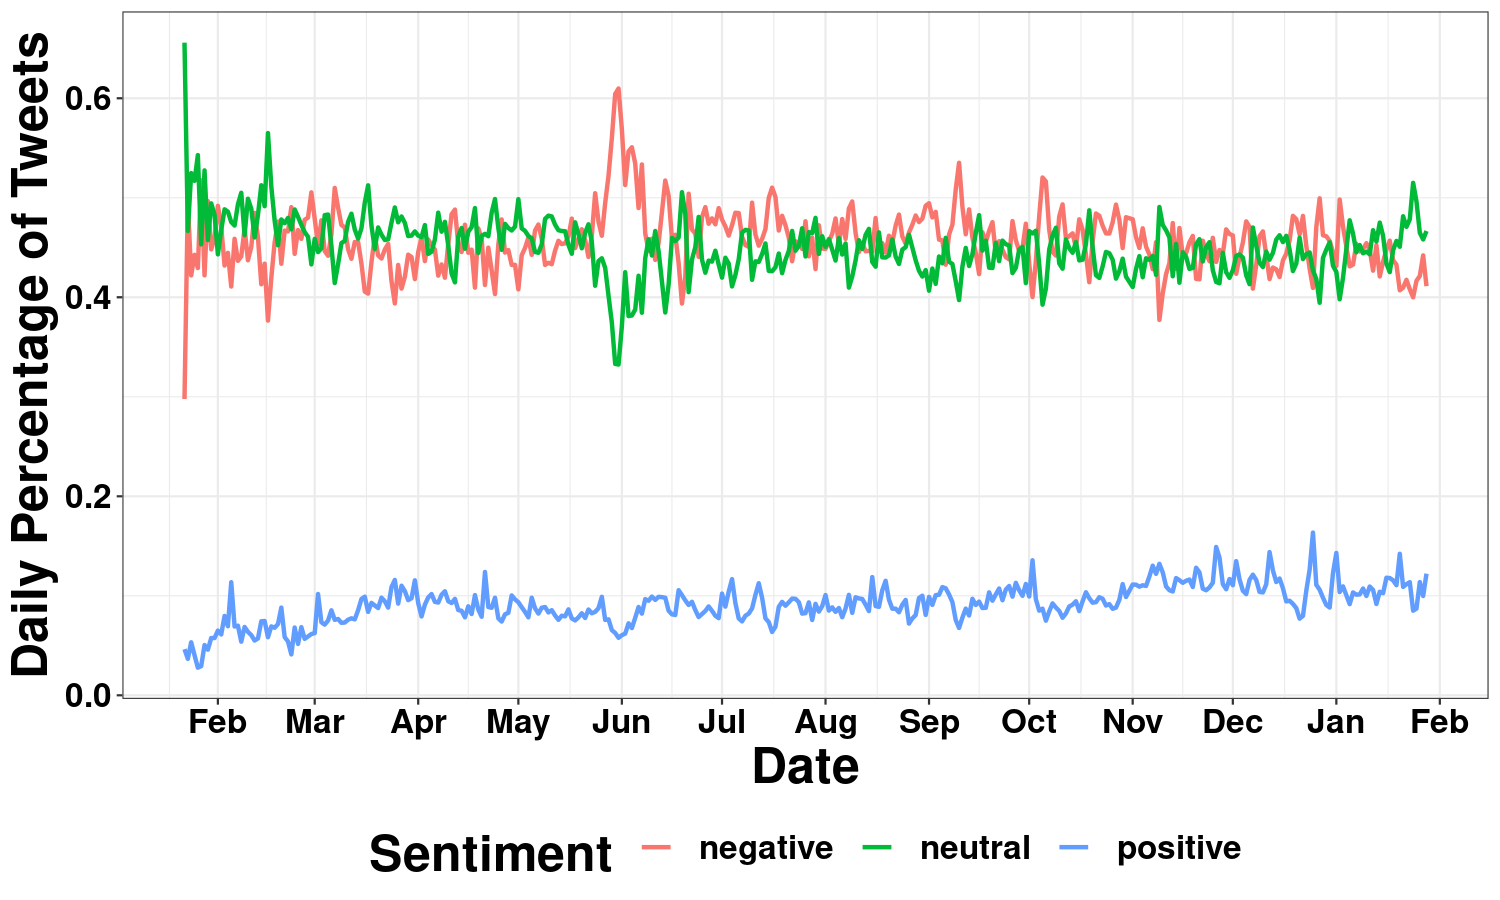 Daily Percentage of Tweets
0.6
0.4
0.2
0.0
Feb Mar Apr May Jun Jul Aug Sep Oct Nov Dec Jan Feb
Date
Sentiment negative neutral positive